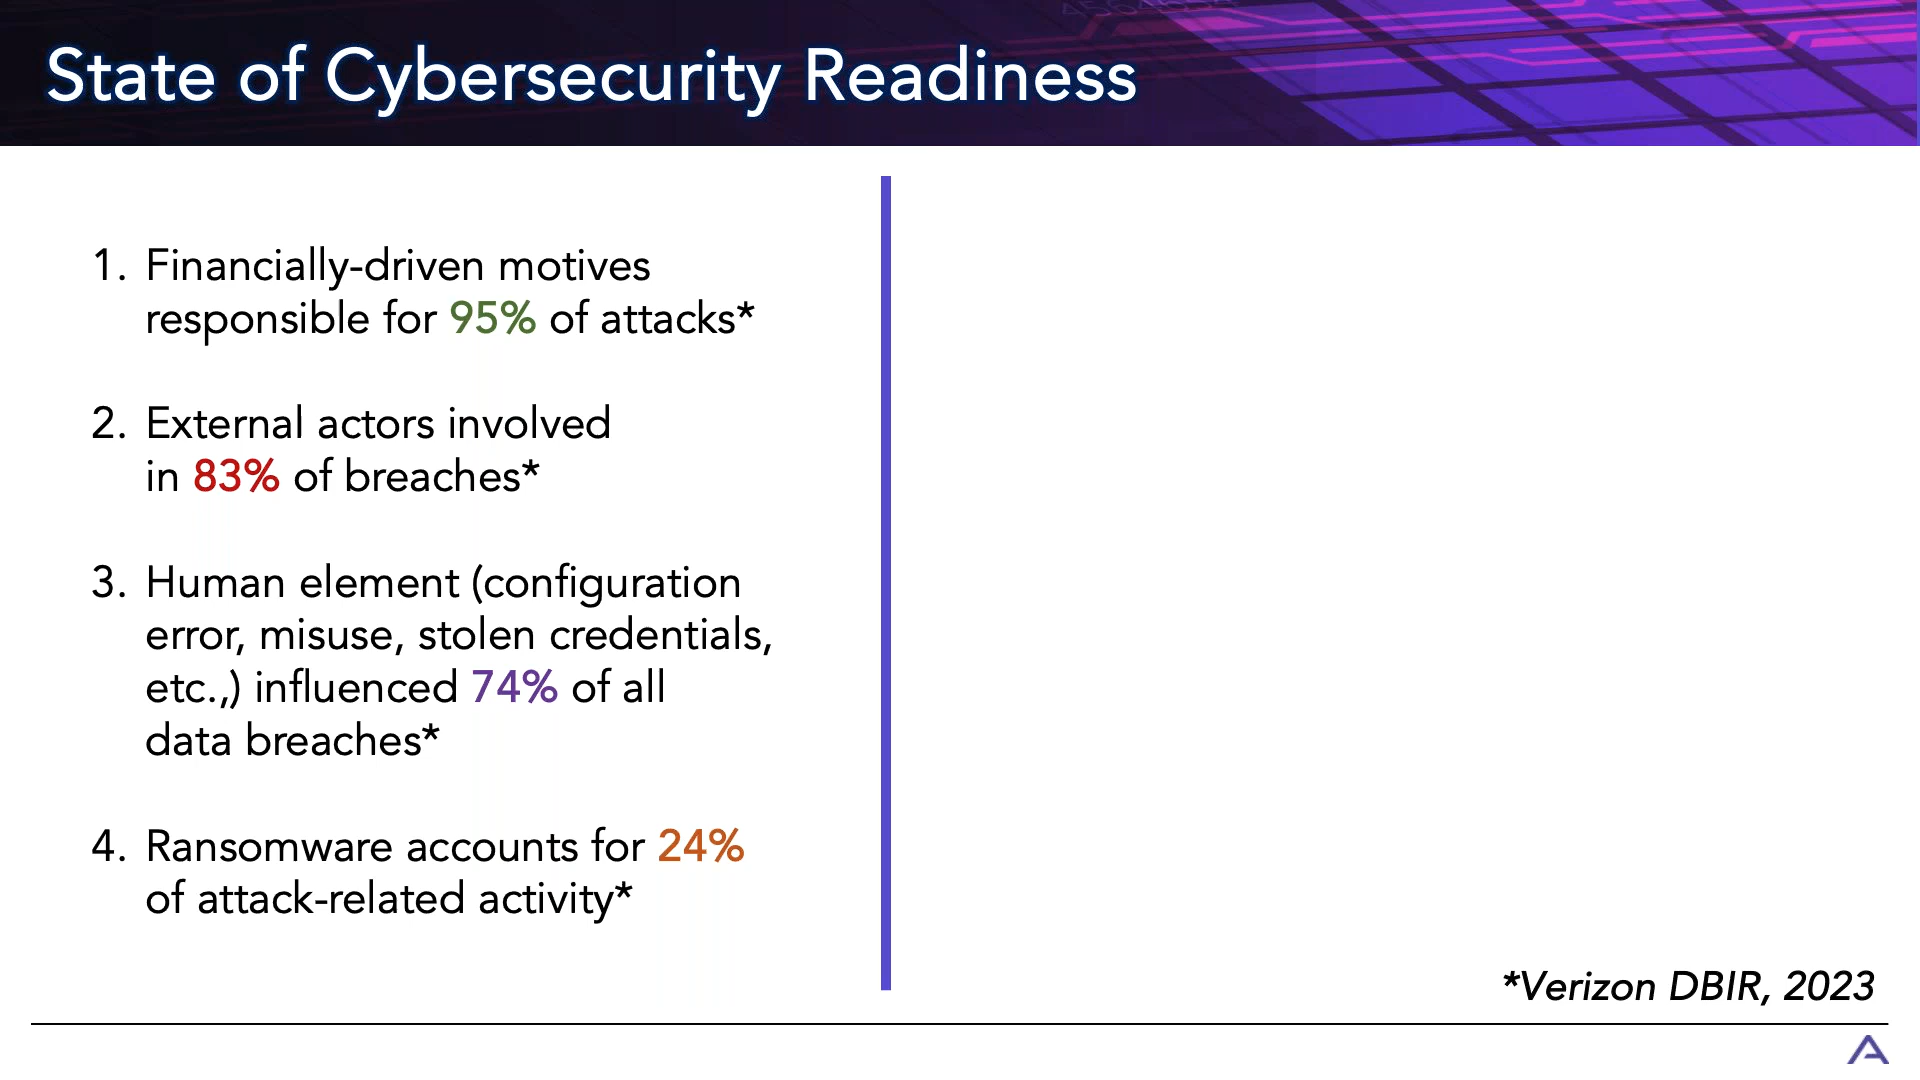 State of Cybersecurity Readiness
1. Financially-driven motives
responsible for 95% of attacks*
2. External actors involved
in 83% of breaches*
3. Human element (configuration
error, misuse, stolen credentials,
etc.,) influenced 74% of all
data breaches*
4. Ransomware accounts for 24%
of attack-related activity*
*Verizon DBIR, 2023